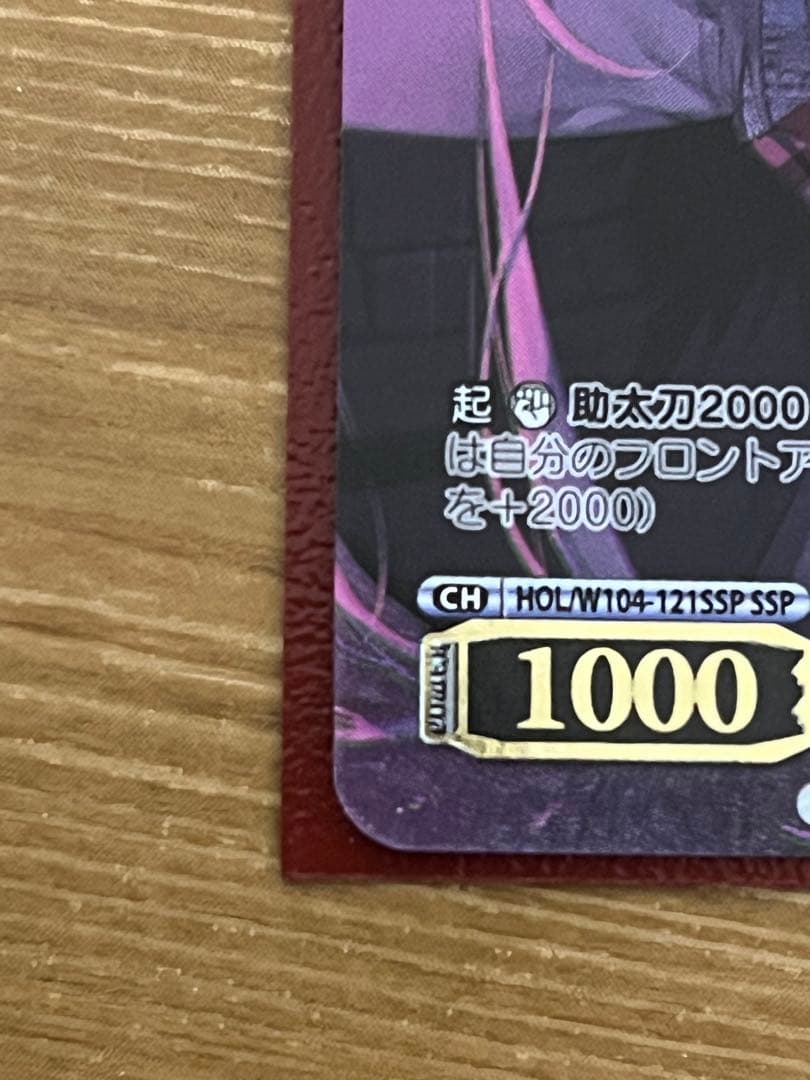 起 助太刀2000
は自分のフロントア
を+2000)
CH HOL/W104-121SSP SSP
1000